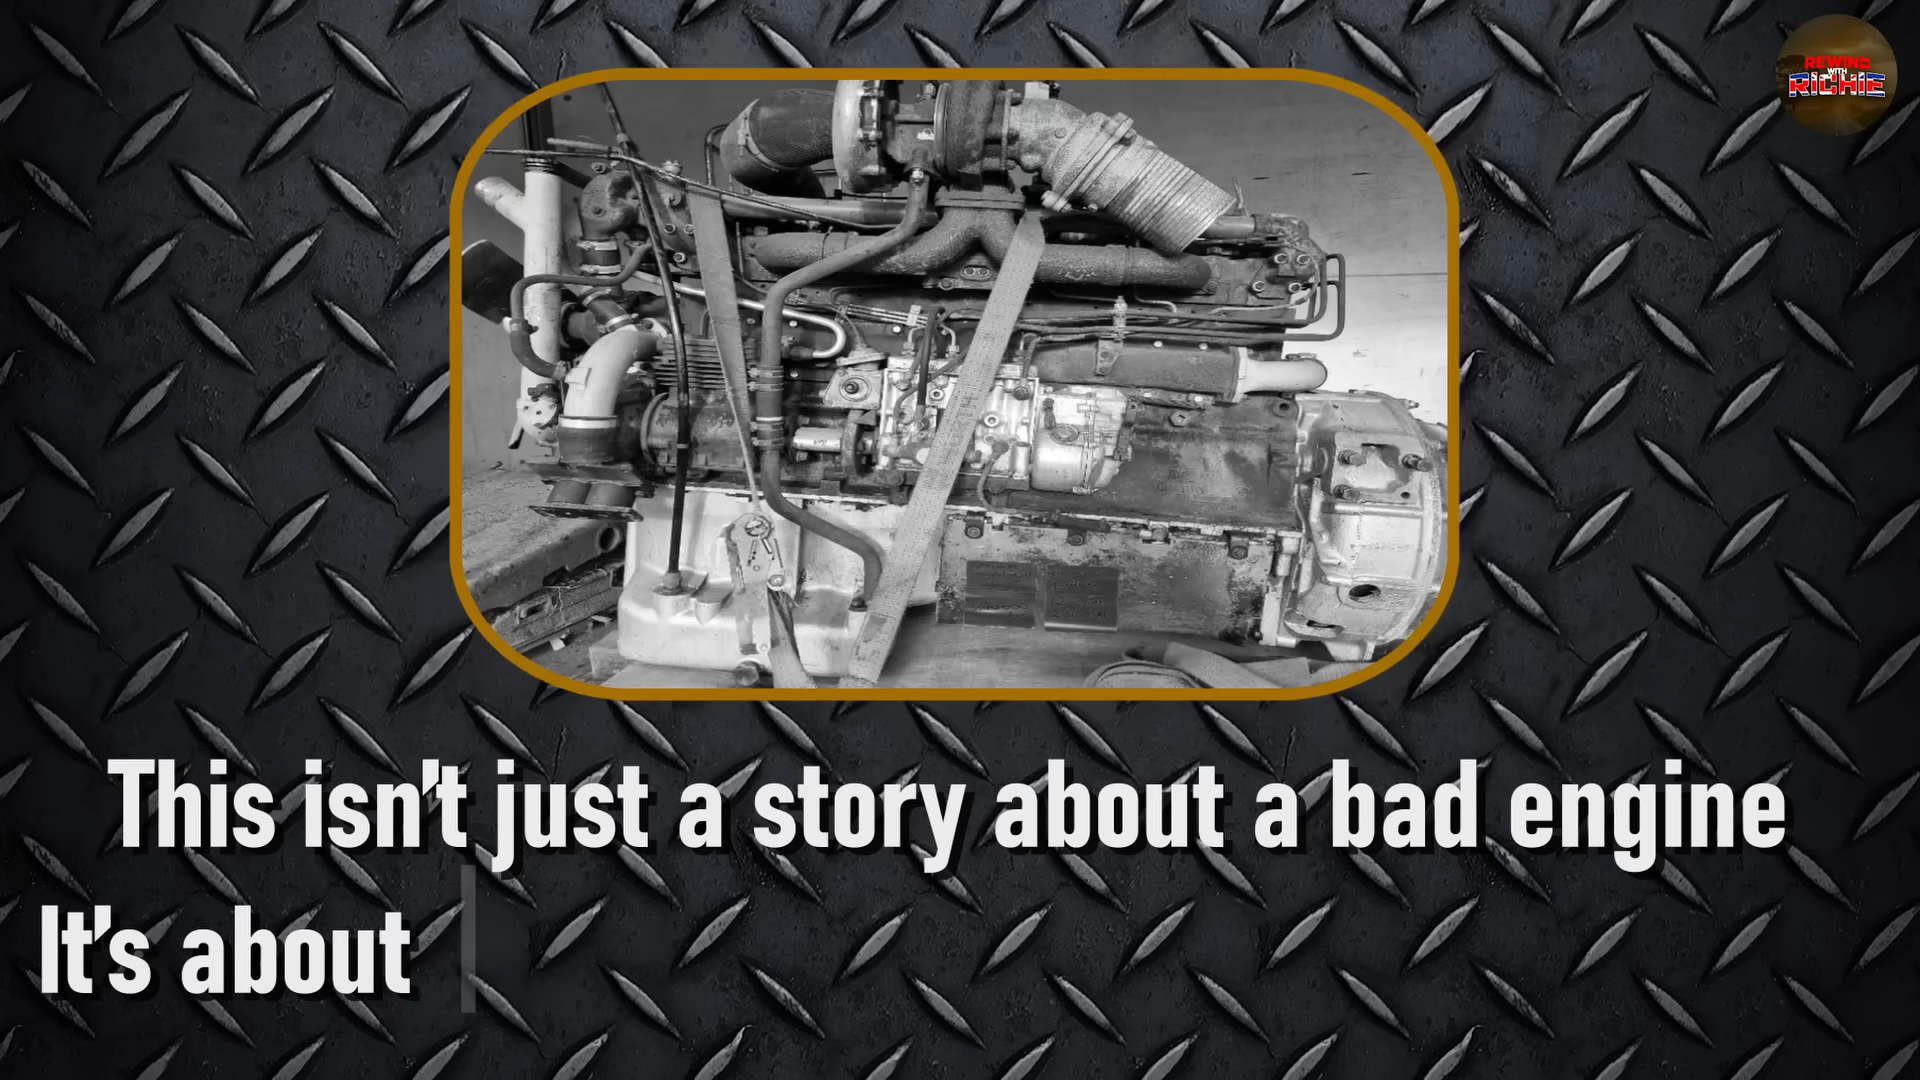 REWIND
WITH
RICHIE
This isn't just a story about a bad engine
It's about